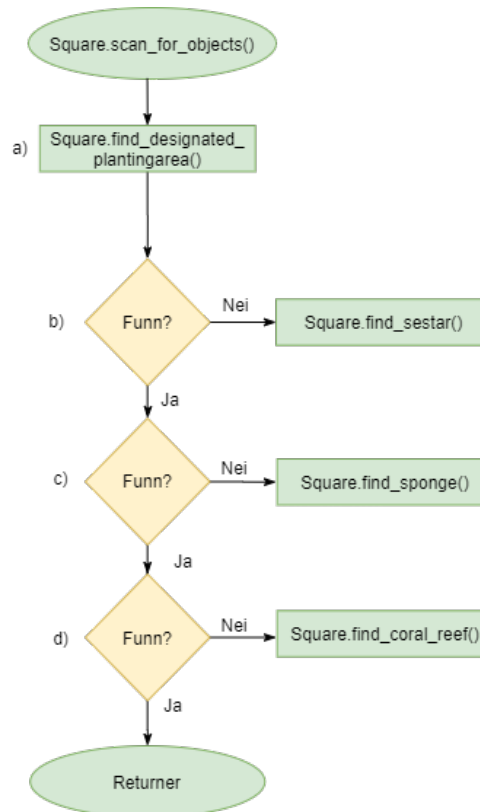 Square.scan_for_objects()
a)
Square.find_designated_
plantingarea()
b)
Funn?
Nei
Square.find_sestar()
Ja
c)
Funn?
Nei
Square.find_sponge()
Ja
d)
Funn?
Nei
Square.find_coral_reef()
Ja
Returner